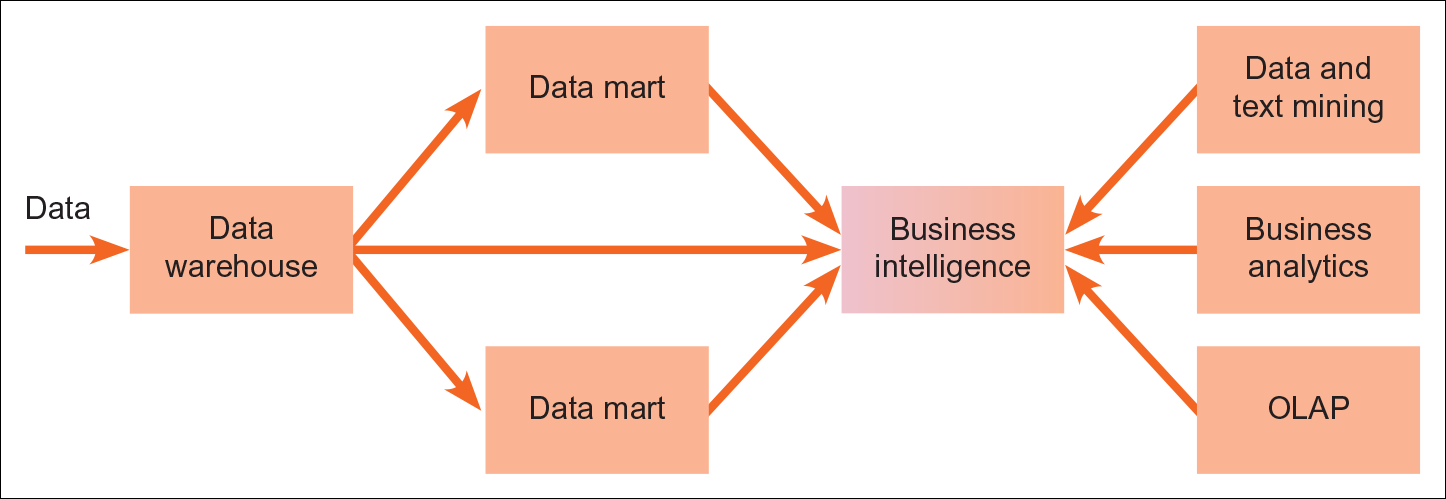 Data
Data
warehouse
Data mart
Data mart
Business
intelligence
Data and
text mining
Business
analytics
OLAP